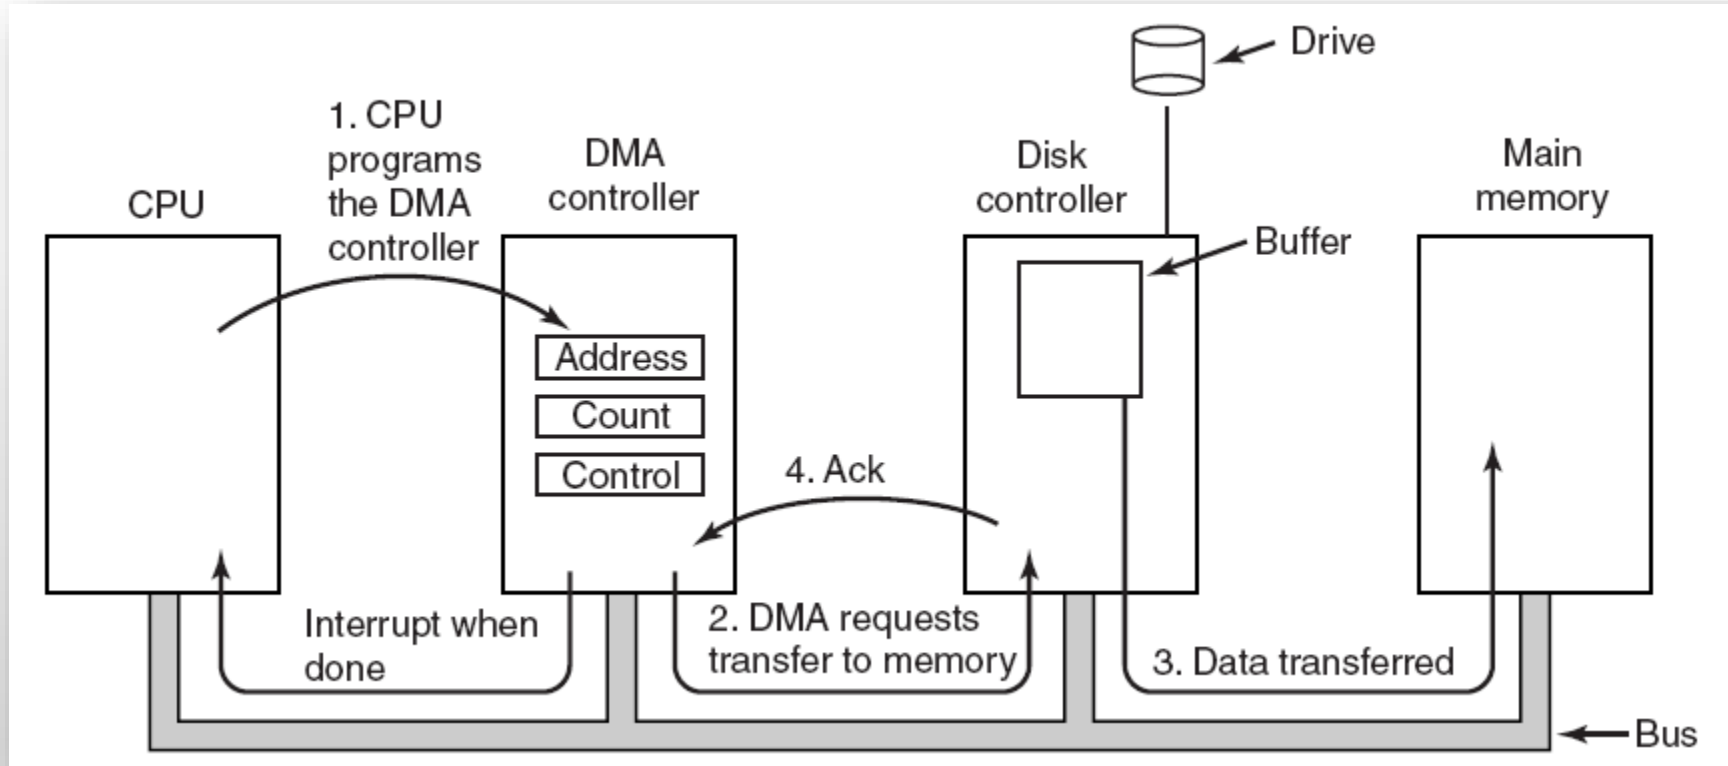 Drive
1. CPU
programs
the DMA
controller
CPU
DMA
controller
Disk
controller
Main
memory
Buffer
Address
Count
Control
4. Ack
Interrupt when
done
2. DMA requests
transfer to memory
3. Data transferred
Bus